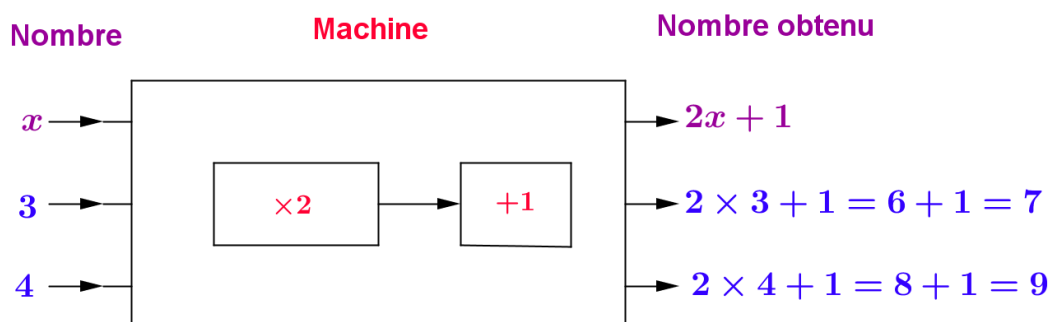 Nombre Machine Nombre obtenu
x 2x + 1
×2 +1
3 2 × 3 + 1 = 6 + 1 = 7
4 2 × 4 + 1 = 8 + 1 = 9